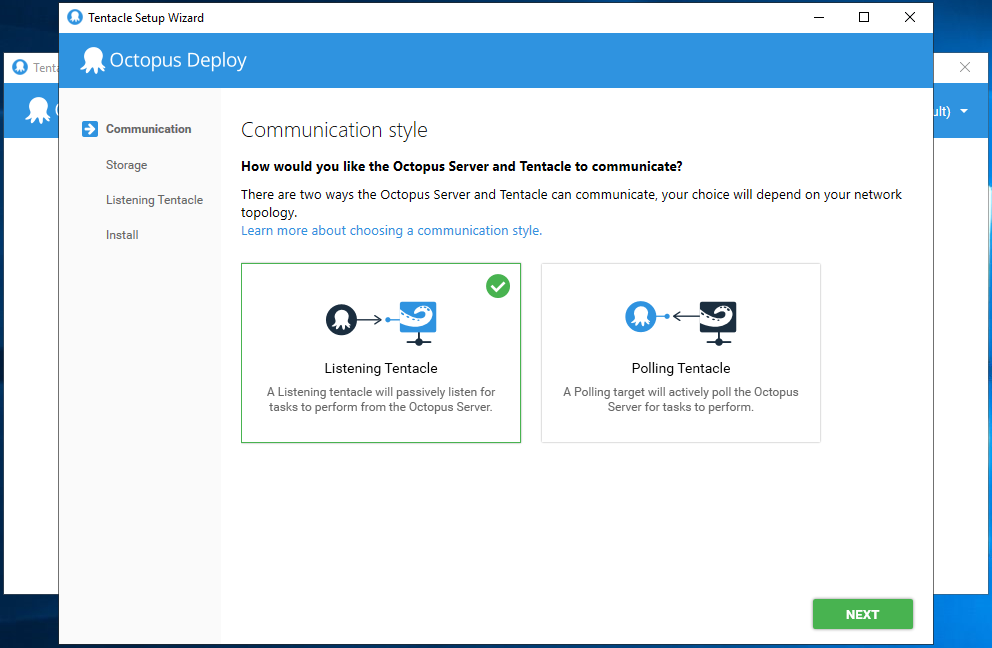 Tentacle Setup Wizard
Octopus Deploy
Communication
Storage
Listening Tentacle
Install
Communication style
How would you like the Octopus Server and Tentacle to communicate?
There are two ways the Octopus Server and Tentacle can communicate, your choice will depend on your network
topology.
Learn more about choosing a communication style.
Listening Tentacle
A Listening tentacle will passively listen for
tasks to perform from the Octopus Server.
Polling Tentacle
A Polling target will actively poll the Octopus
Server for tasks to perform.
NEXT